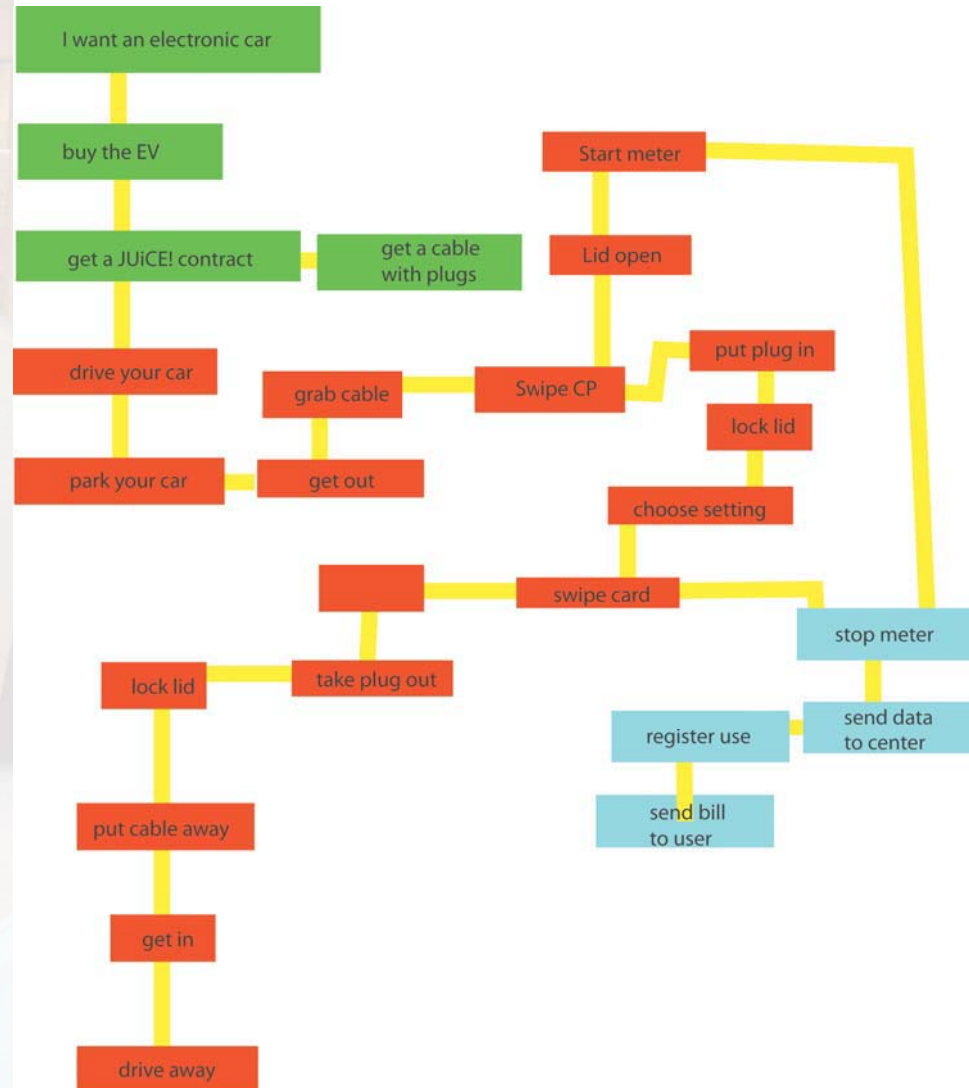 I want an electronic car
buy the EV
get a JUiCE! contract
get a cable
with plugs
drive your car
park your car
get out
grab cable
Swipe CP
Lid open
Start meter
put plug in
lock lid
choose setting
swipe card
take plug out
lock lid
put cable away
get in
drive away
stop meter
send data
to center
register use
send bill
to user